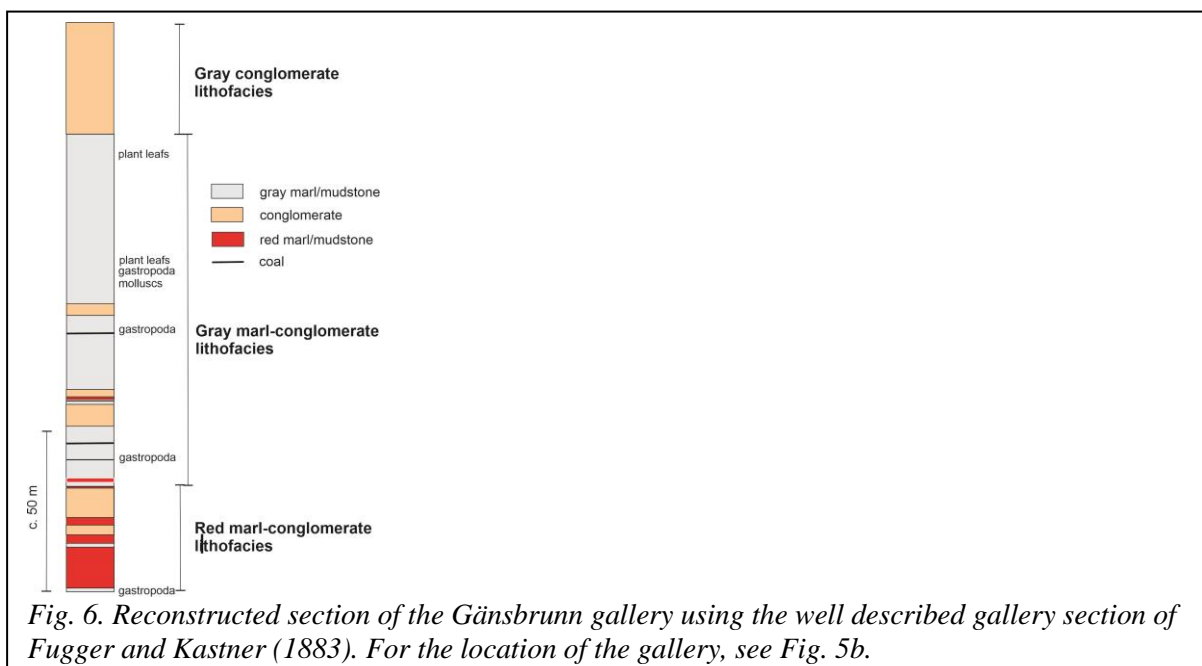 Gray conglomerate
lithofacies
plant leafs
gray marl/mudstone
conglomerate
red marl/mudstone
coal
plant leafs
gastropoda
molluscs
gastropoda
Gray marl-conglomerate
lithofacies
gastropoda
c. 50 m
Red marl-conglomerate
lithofacies
gastropoda
Fig. 6. Reconstructed section of the Gänsbrunn gallery using the well described gallery section of
Fugger and Kastner (1883). For the location of the gallery, see Fig. 5b.